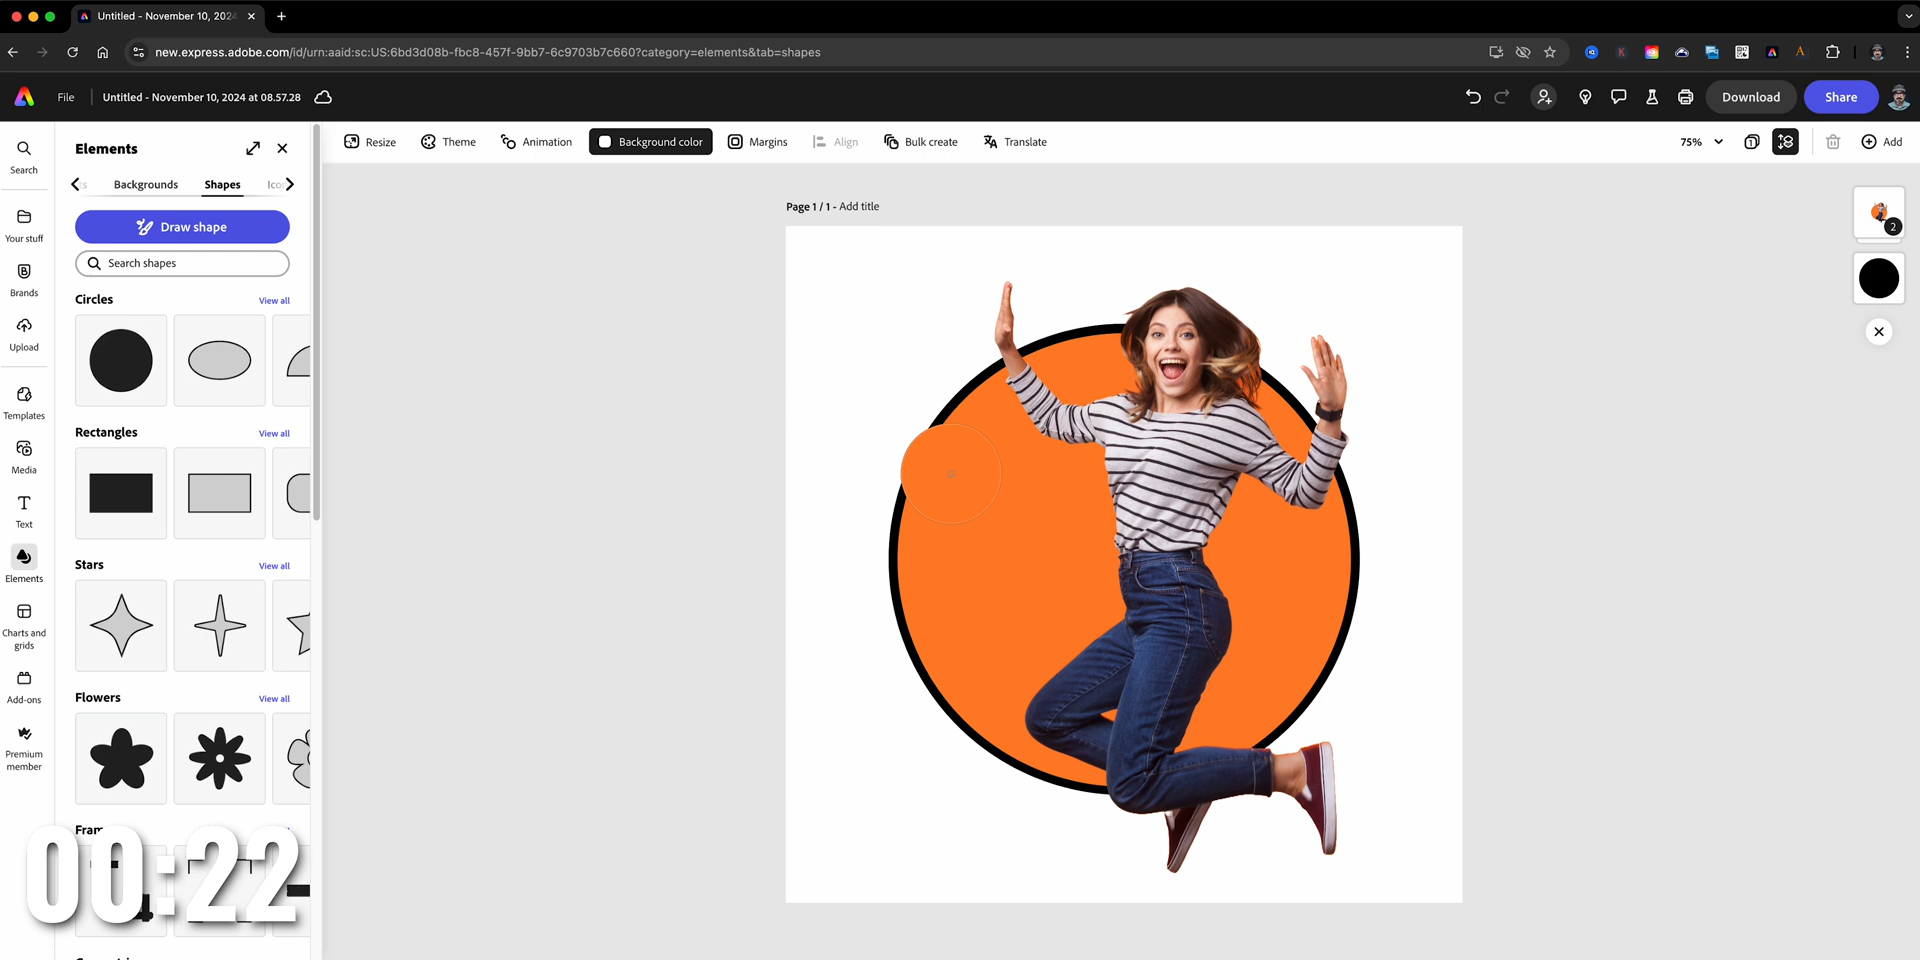 Untitled - November 10, 202
new.express.adobe.com/id/urn:aaid:sc:US:6bd3d08b-fbc8-457f-9bb7-6c9703b7c660?category=elements&tab=shapes
File
Untitled - November 10, 2024 at 08.57.28
Download
Share
Search
Your stuff
Brands
Upload
Templates
Media
Text
Elements
Charts and
grids
Add-ons
Premium
member
Elements
Backgrounds
Shapes
Draw shape
Search shapes
Circles
View all
Rectangles
View all
Stars
View all
Flowers
View all
Resize
Theme
Animation
Background color
Margins
Align
Bulk create
Translate
75%
Add
Page 1 / 1 - Add title
2
00:22